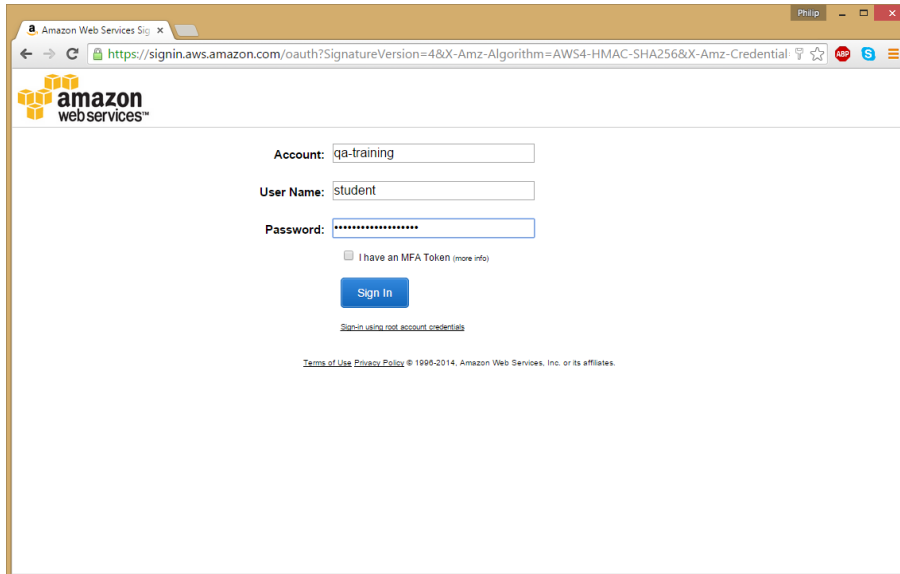 Philip
Amazon Web Services Sig
https://signin.aws.amazon.com/oauth?SignatureVersion=4&X-Amz-Algorithm=AWS4-HMAC-SHA256&X-Amz-Credential
ABP
S
amazon
webservices™
Account: qa-training
User Name: student
Password: •••••••••••••••••••
I have an MFA Token (more info)
Sign In
Sign-in using root account credentials
Terms of Use Privacy Policy © 1996-2014, Amazon Web Services, Inc. or its affiliates.